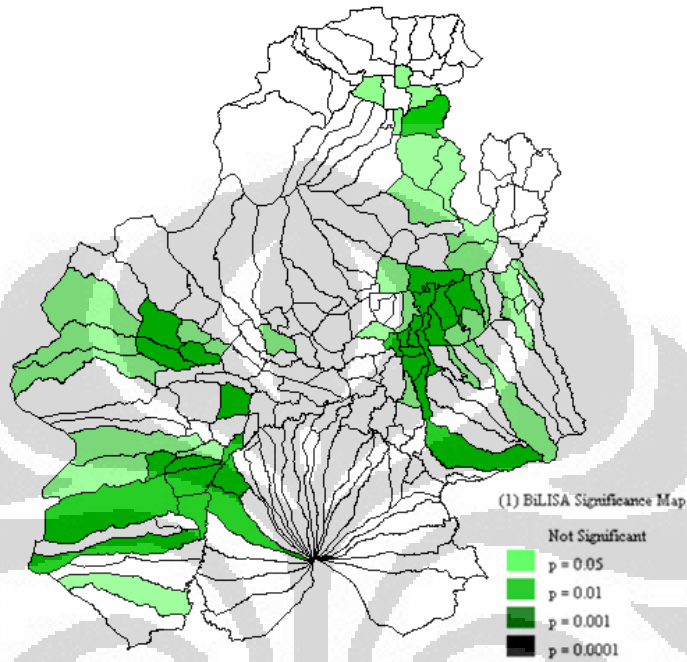 (1) BiLISA Significance Map
Not Significant
p = 0.05
p = 0.01
p = 0.001
p = 0.0001